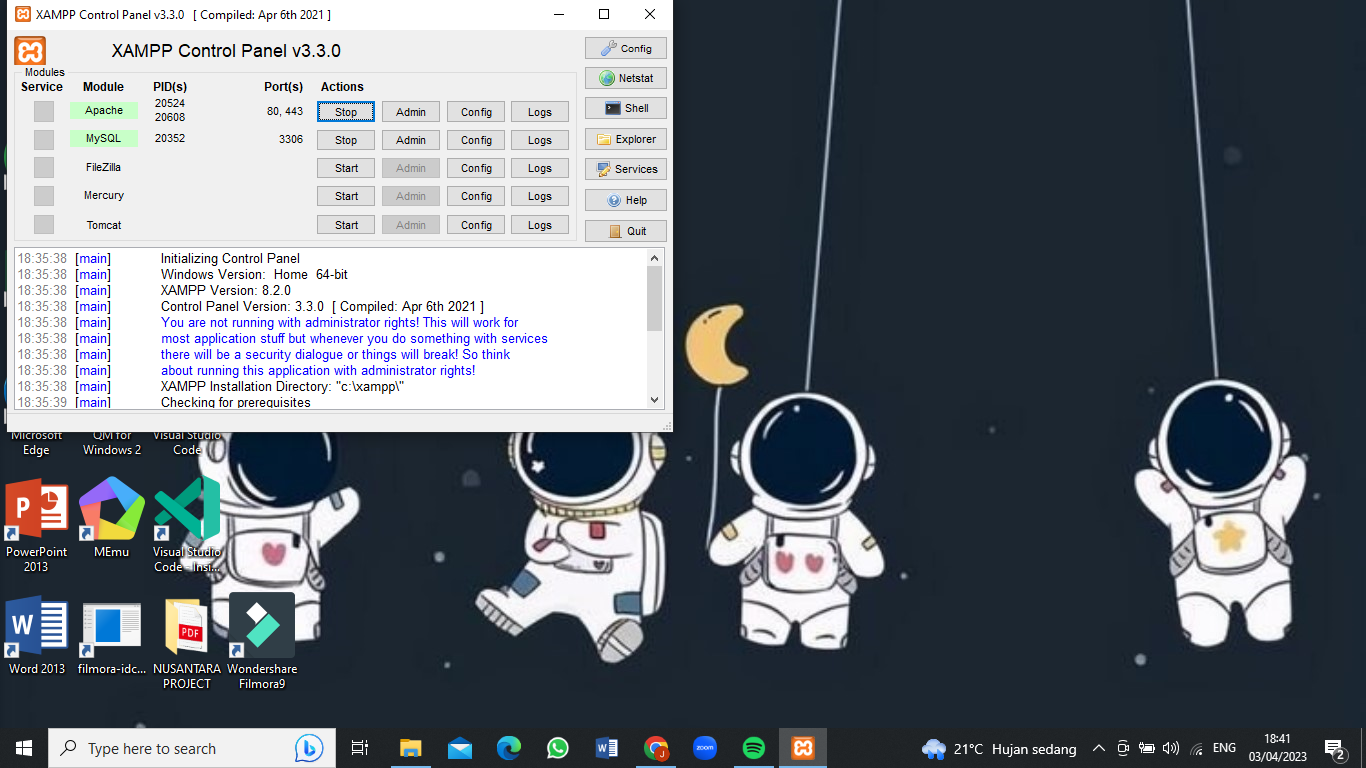 XAMPP Control Panel v3.3.0 [ Compiled: Apr 6th 2021 ]
XAMPP Control Panel v3.3.0
Config
Modules
Service Module PID(s) Port(s) Actions
Netstat
Apache 20524 20608 80, 443 Stop Admin Config Logs
Shell
MySQL 20352 3306 Stop Admin Config Logs
Explorer
FileZilla Start Admin Config Logs
Services
Mercury Start Admin Config Logs
Help
Tomcat Start Admin Config Logs
Quit
18:35:38 [main] Initializing Control Panel
18:35:38 [main] Windows Version: Home 64-bit
18:35:38 [main] XAMPP Version: 8.2.0
18:35:38 [main] Control Panel Version: 3.3.0 [ Compiled: Apr 6th 2021 ]
18:35:38 [main] You are not running with administrator rights! This will work for
18:35:38 [main] most application stuff but whenever you do something with services
18:35:38 [main] there will be a security dialogue or things will break! So think
18:35:38 [main] about running this application with administrator rights!
18:35:38 [main] XAMPP Installation Directory: "c:\xampp\"
18:35:39 [main] Checking for prerequisites
Microsoft Edge
QM for Windows 2
Visual Studio Code
PowerPoint 2013
MEmu
Visual Studio Code - Insi...
Word 2013
filmora-idc...
PDF
NUSANTARA PROJECT
Wondershare Filmora9
Type here to search
zoom
21°C Hujan sedang
ENG
18:41
03/04/2023
2